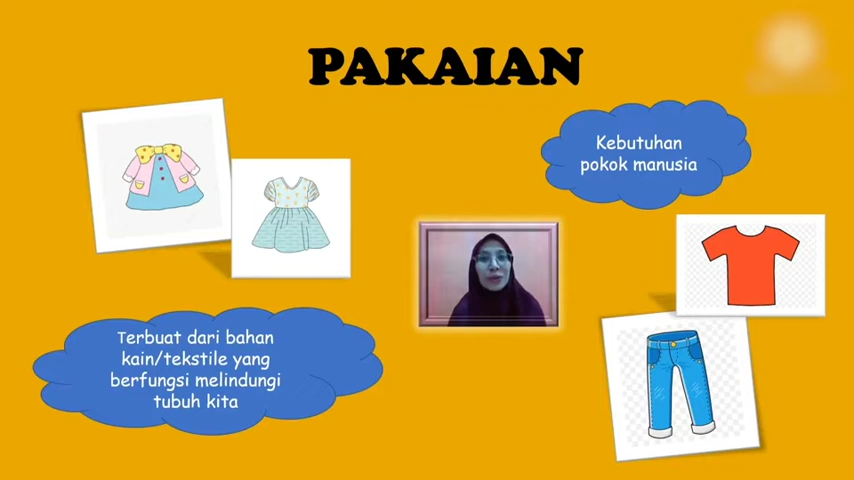 PAKAIAN
Kebutuhan
pokok manusia
Terbuat dari bahan
kain/tekstile yang
berfungsi melindungi
tubuh kita